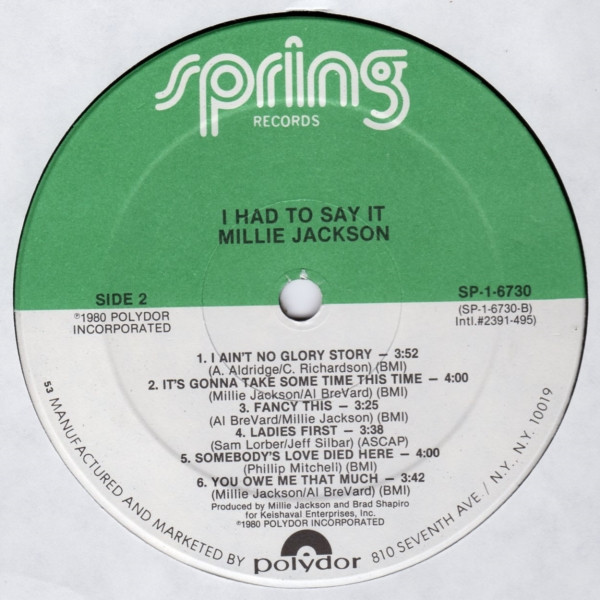 spring
RECORDS
I HAD TO SAY IT
MILLIE JACKSON
SIDE 2
℗1980 POLYDOR
INCORPORATED
SP-1-6730
(SP-1-6730-B)
Intl.#2391-495)
1. I AIN'T NO GLORY STORY — 3:52
(A. Aldridge/C. Richardson) (BMI)
2. IT'S GONNA TAKE SOME TIME THIS TIME — 4:00
(Millie Jackson/Al BreVard) (BMI)
3. FANCY THIS — 3:25
(Al BreVard/Millie Jackson) (BMI)
4. LADIES FIRST — 3:38
(Sam Lorber/Jeff Silbar) (ASCAP)
5. SOMEBODY'S LOVE DIED HERE — 4:00
(Phillip Mitchell) (BMI)
6. YOU OWE ME THAT MUCH — 3:42
(Millie Jackson/Al BreVard) (BMI)
Produced by Millie Jackson and Brad Shapiro
for Keishaval Enterprises, Inc.
℗1980 POLYDOR INCORPORATED
53 MANUFACTURED AND MARKETED BY polydor 810 SEVENTH AVE. / N.Y., N.Y. 10019